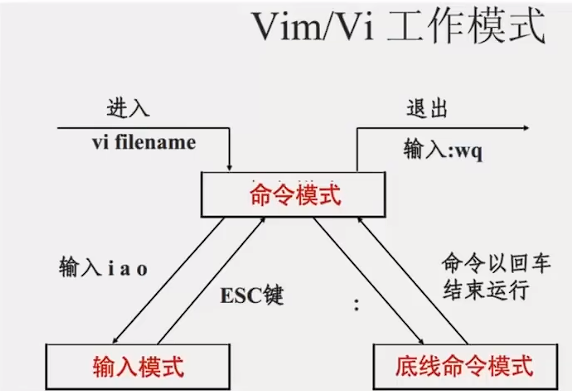 Vim/Vi 工作模式
进入
vi filename
退出
输入:wq
命令模式
输入 i a o
ESC键
:
命令以回车
结束运行
输入模式
底线命令模式